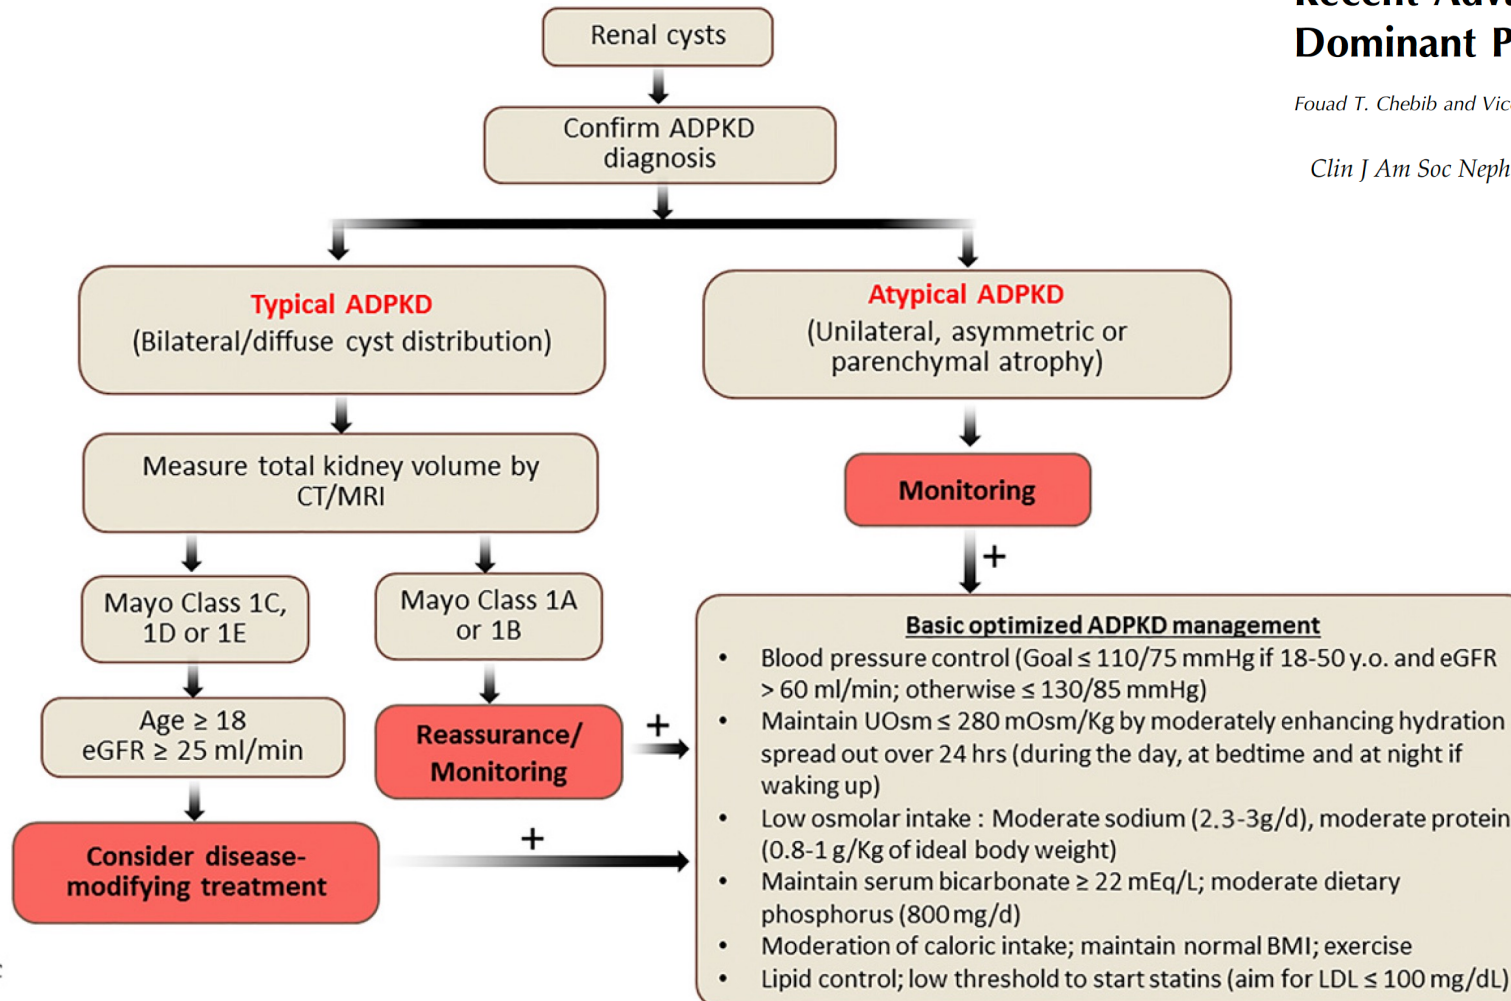 Renal cysts
Confirm ADPKD
diagnosis
Typical ADPKD
(Bilateral/diffuse cyst distribution)
Atypical ADPKD
(Unilateral, asymmetric or
parenchymal atrophy)
Measure total kidney volume by
CT/MRI
Monitoring
+
Mayo Class 1C,
1D or 1E
Mayo Class 1A
or 1B
Age ≥ 18
eGFR ≥ 25 ml/min
Reassurance/
Monitoring
+
Consider disease-
modifying treatment
+
Basic optimized ADPKD management
• Blood pressure control (Goal ≤ 110/75 mmHg if 18-50 y.o. and eGFR
> 60 ml/min; otherwise ≤ 130/85 mmHg)
• Maintain UOsm ≤ 280 mOsm/Kg by moderately enhancing hydration
spread out over 24 hrs (during the day, at bedtime and at night if
waking up)
• Low osmolar intake : Moderate sodium (2.3-3g/d), moderate protein
(0.8-1 g/Kg of ideal body weight)
• Maintain serum bicarbonate ≥ 22 mEq/L; moderate dietary
phosphorus (800 mg/d)
• Moderation of caloric intake; maintain normal BMI; exercise
• Lipid control; low threshold to start statins (aim for LDL ≤ 100 mg/dL)
Recent
Dominant P
Fouad T. Chebib and Vic
Clin J Am Soc Neph